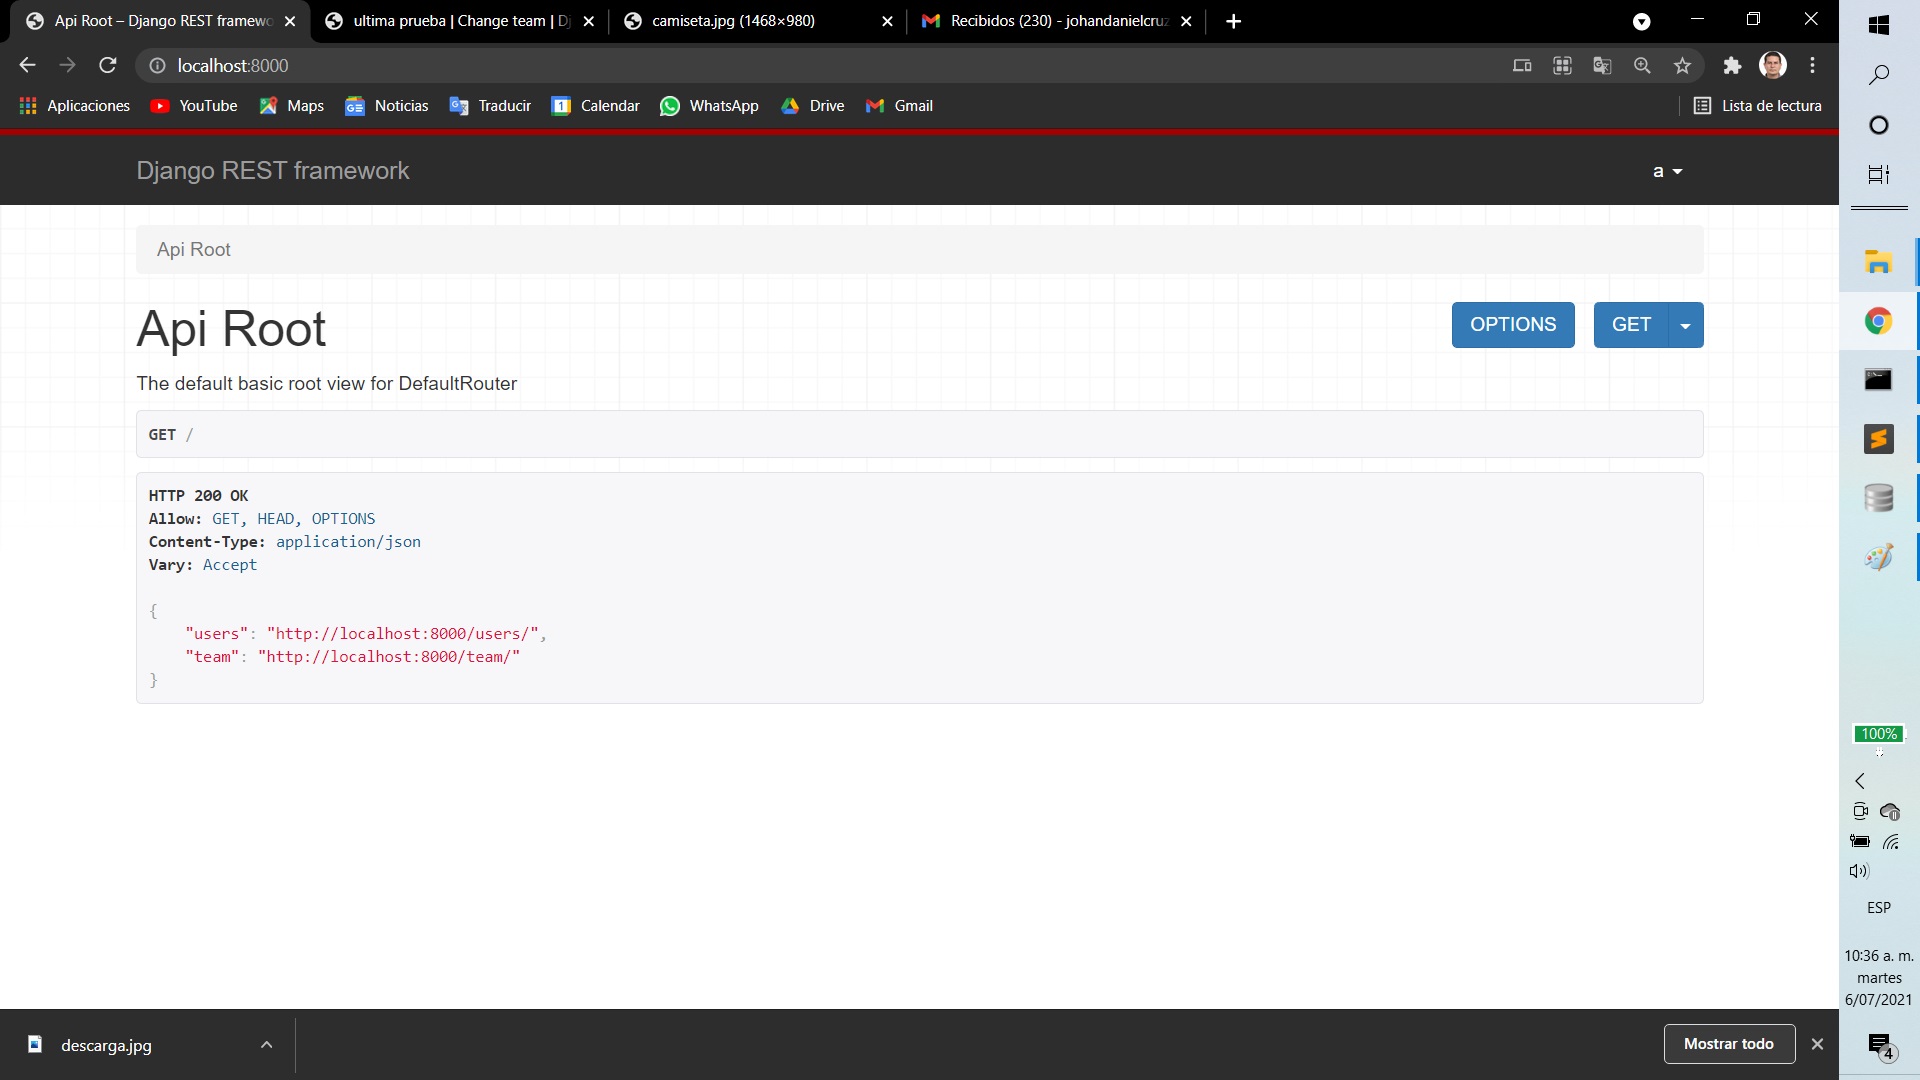 Api Root – Django REST framewo
ultima prueba | Change team | Dj
camiseta.jpg (1468×980)
Recibidos (230) - johandanielcruz
localhost:8000
Aplicaciones
YouTube
Maps
Noticias
Traducir
Calendar
WhatsApp
Drive
Gmail
Lista de lectura
Django REST framework
a
Api Root
Api Root
OPTIONS
GET
The default basic root view for DefaultRouter
GET /
HTTP 200 OK
Allow: GET, HEAD, OPTIONS
Content-Type: application/json
Vary: Accept
{
"users": "http://localhost:8000/users/",
"team": "http://localhost:8000/team/"
}
descarga.jpg
Mostrar todo
100%
ESP
10:36 a. m.
martes
6/07/2021
4